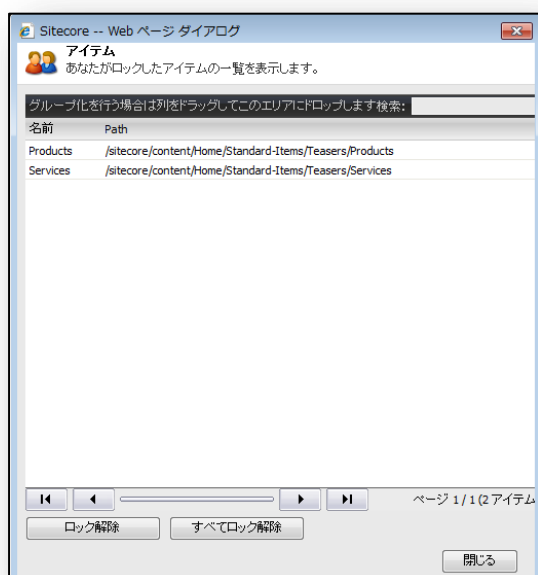 Sitecore -- Web ページ ダイアログ
アイテム
あなたがロックしたアイテムの一覧を表示します。
グループ化を行う場合は列をドラッグしてこのエリアにドロップします 検索:
名前 Path
Products /sitecore/content/Home/Standard-Items/Teasers/Products
Services /sitecore/content/Home/Standard-Items/Teasers/Services
ページ 1 / 1 (2 アイテム
ロック解除 すべてロック解除
閉じる